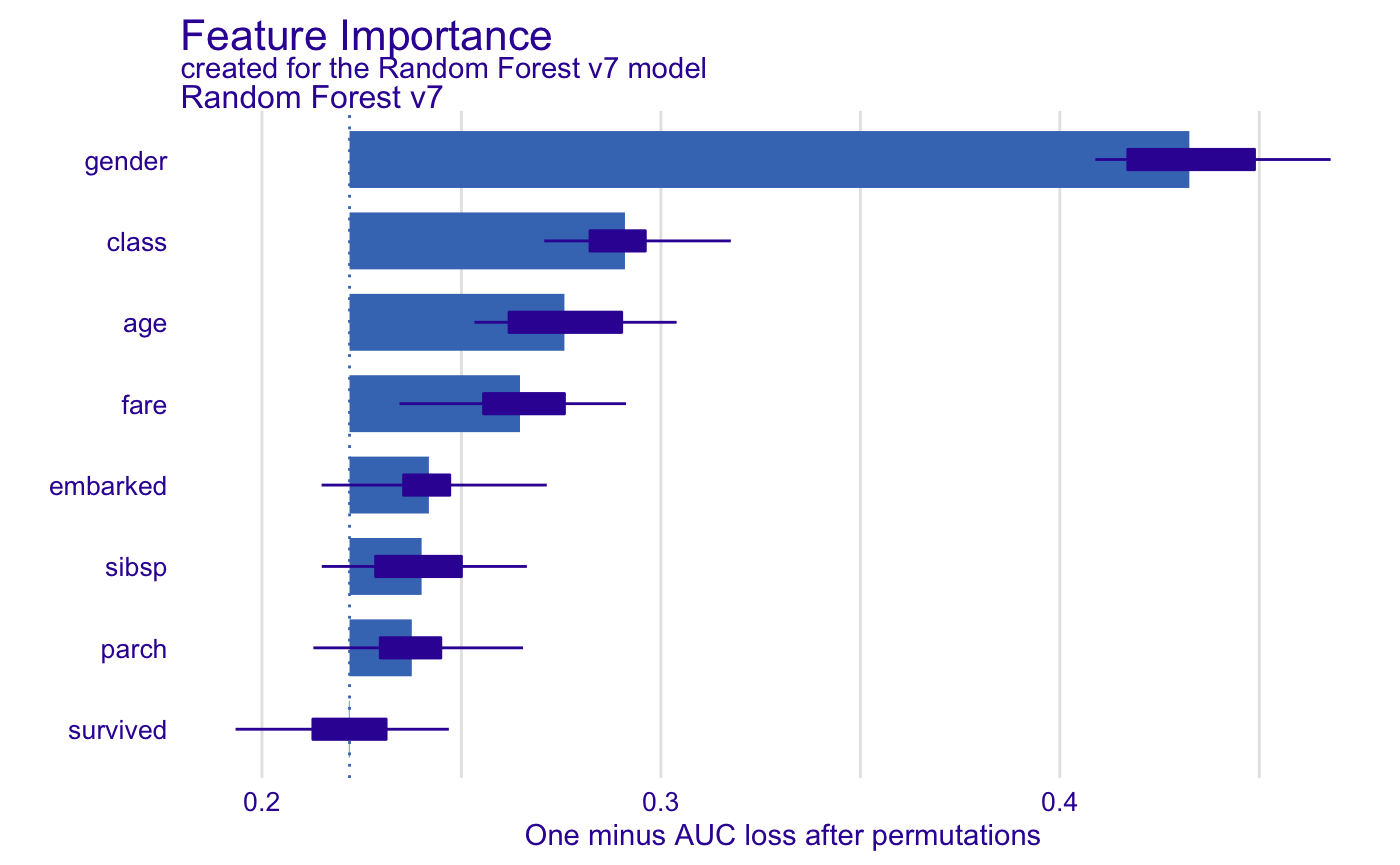 Feature Importance
created for the Random Forest v7 model
Random Forest v7
gender
class
age
fare
embarked
sibsp
parch
survived
0.2 0.3 0.4
One minus AUC loss after permutations